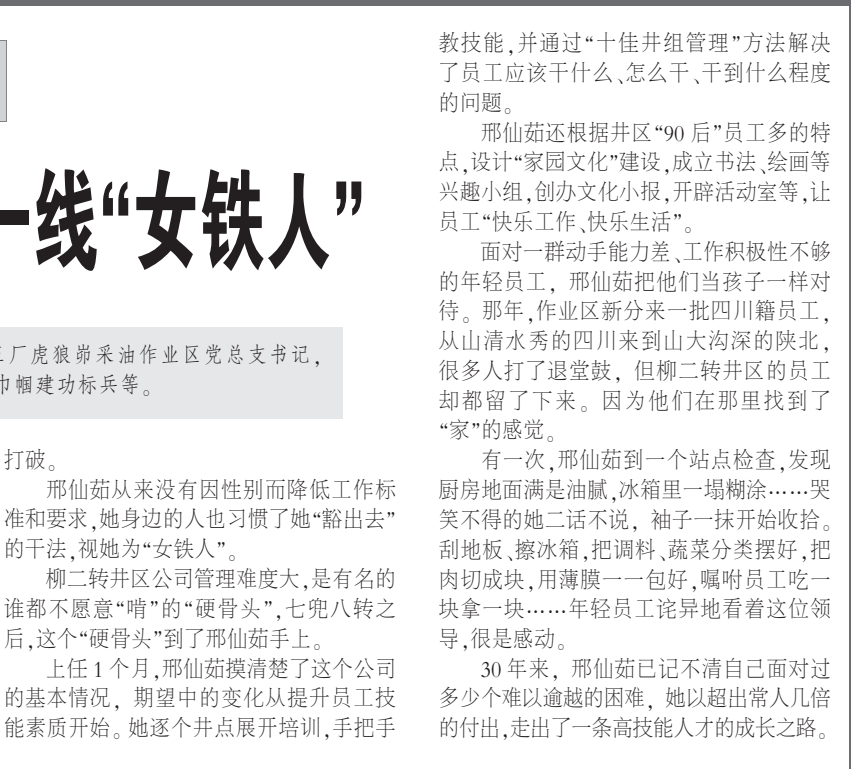 一线“女铁人”
三厂虎狼峁采油作业区党总支书记，
巾帼建功标兵等。
打破。
邢仙茹从来没有因性别而降低工作标
准和要求，她身边的人也习惯了她“豁出去”
的干法，视她为“女铁人”。
柳二转井区公司管理难度大，是有名的
谁都不愿意“啃”的“硬骨头”，七兜八转之
后，这个“硬骨头”到了邢仙茹手上。
上任1个月，邢仙茹摸清楚了这个公司
的基本情况，期望中的变化从提升员工技
能素质开始。她逐个井点展开培训，手把手
教技能，并通过“十佳井组管理”方法解决
了员工应该干什么、怎么干、干到什么程度
的问题。
邢仙茹还根据井区“90后”员工多的特
点，设计“家园文化”建设，成立书法、绘画等
兴趣小组，创办文化小报，开辟活动室等，让
员工“快乐工作、快乐生活”。
面对一群动手能力差、工作积极性不够
的年轻员工，邢仙茹把他们当孩子一样对
待。那年，作业区新分来一批四川籍员工，
从山清水秀的四川来到山大沟深的陕北，
很多人打了退堂鼓，但柳二转井区的员工
却都留了下来。因为他们在那里找到了
“家”的感觉。
有一次，邢仙茹到一个站点检查，发现
厨房地面满是油腻，冰箱里一塌糊涂……哭
笑不得的她二话不说，袖子一抹开始收拾。
刮地板、擦冰箱，把调料、蔬菜分类摆好，把
肉切成块，用薄膜一一包好，嘱咐员工吃一
块拿一块……年轻员工诧异地看着这位领
导，很是感动。
30年来，邢仙茹已记不清自己面对过
多少个难以逾越的困难，她以超出常人几倍
的付出，走出了一条高技能人才的成长之路。